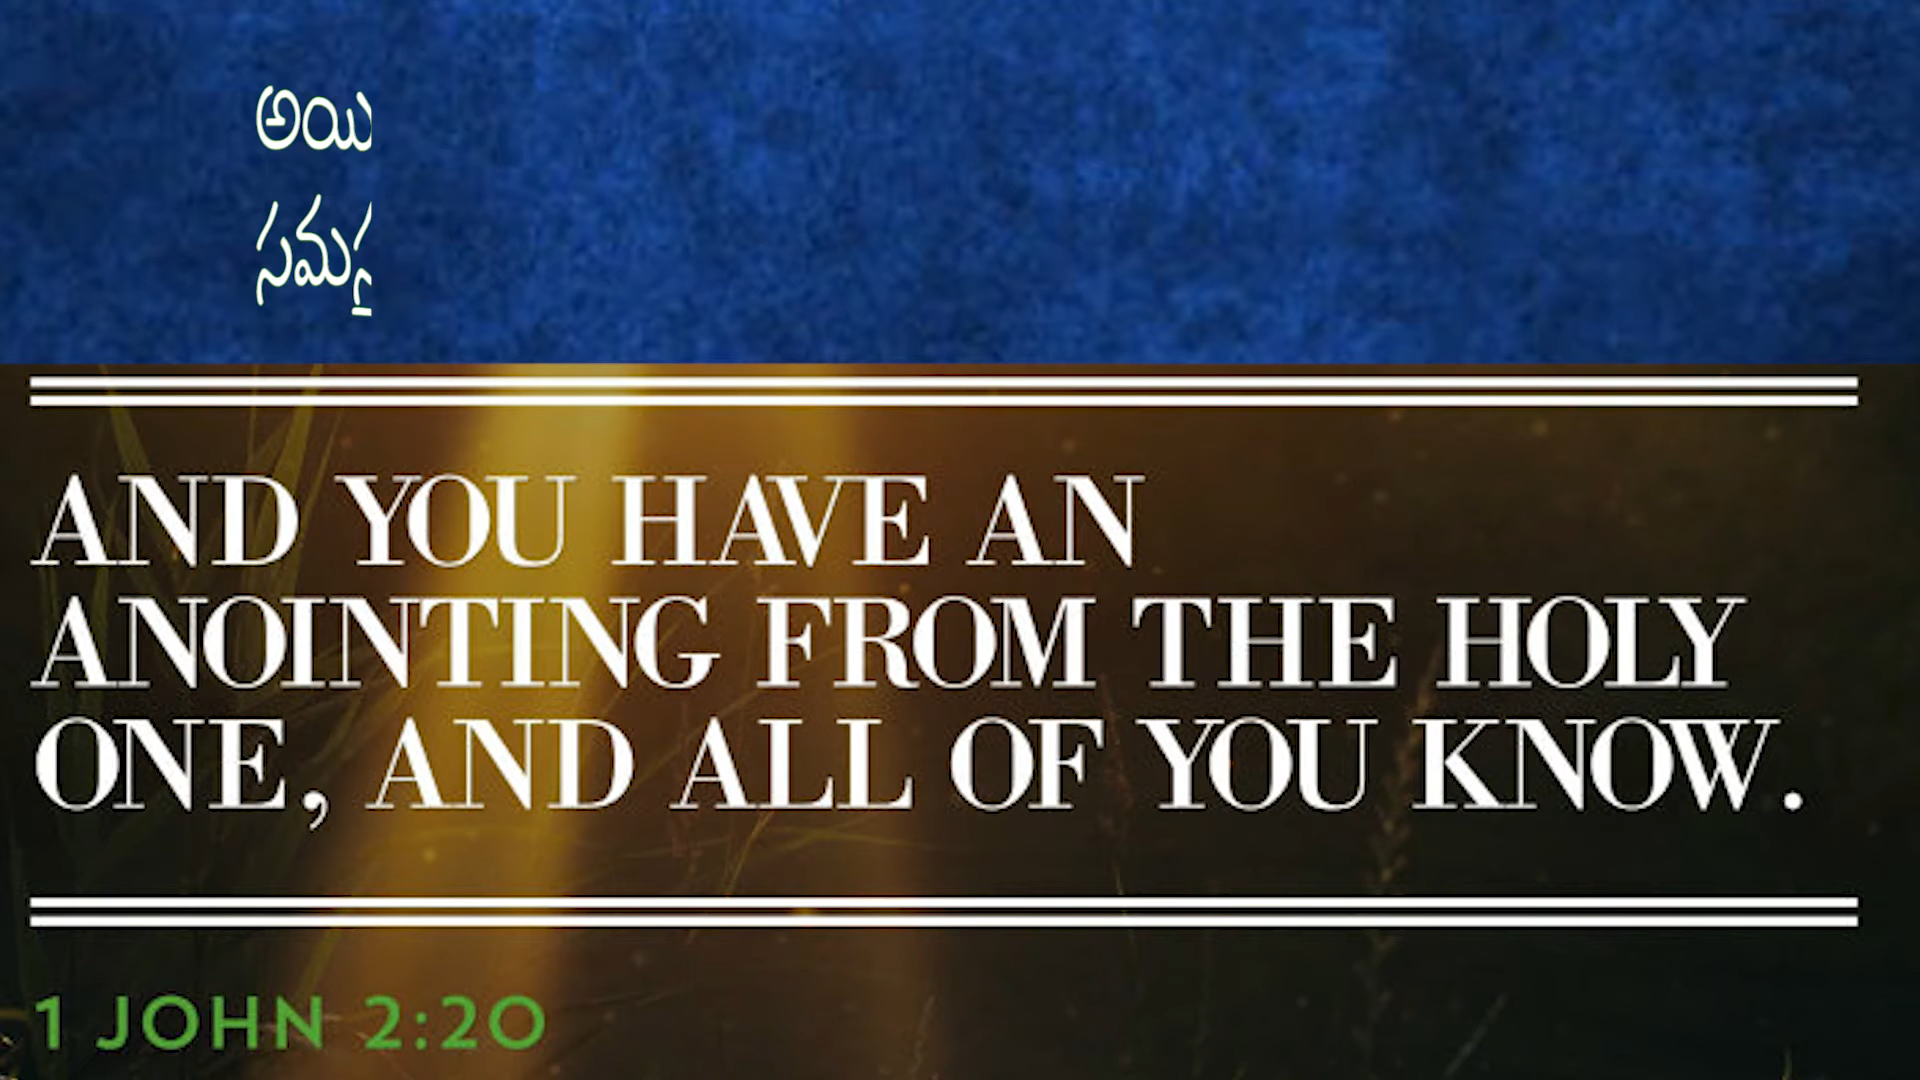 AND YOU HAVE AN
ANOINTING FROM THE HOLY
ONE, AND ALL OF YOU KNOW.
1 JOHN 2:20